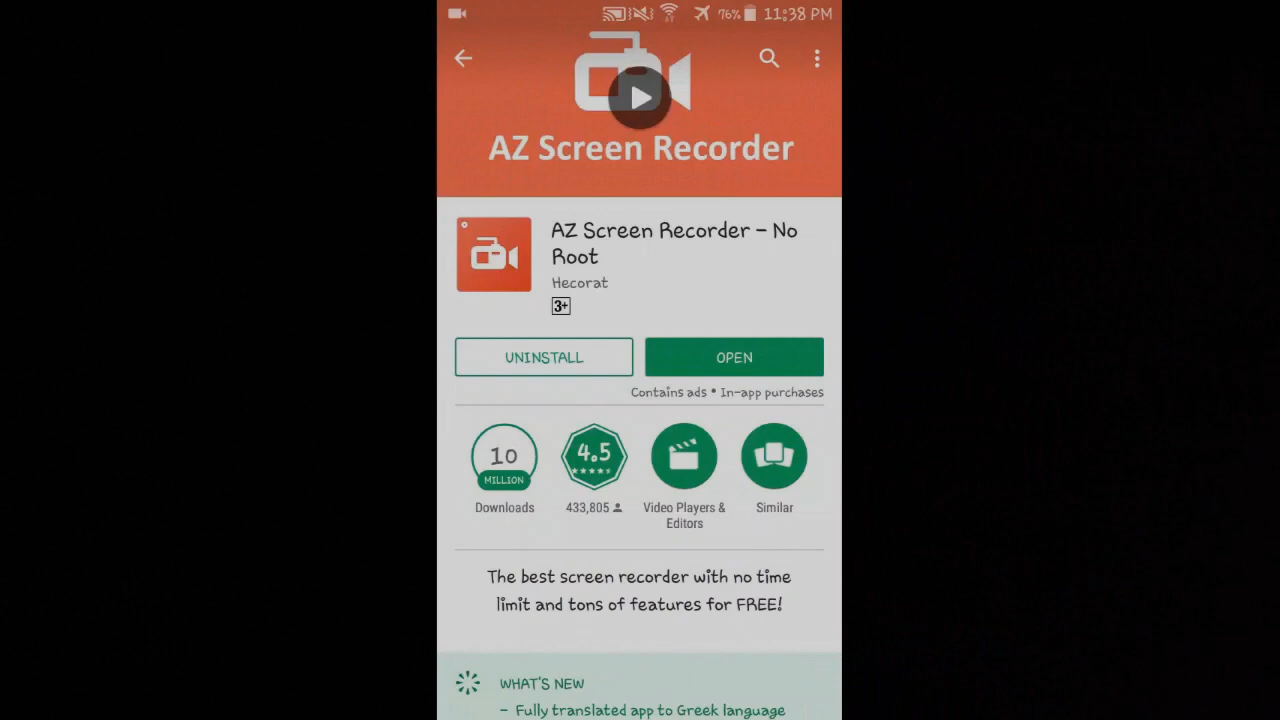 76% 11:38 PM
AZ Screen Recorder
AZ Screen Recorder - No
Root
Hecorat
3+
UNINSTALL
OPEN
Contains ads • In-app purchases
10
MILLION
4.5
Downloads
433,805
Video Players &
Editors
Similar
The best screen recorder with no time
limit and tons of features for FREE!
WHAT'S NEW
- Fully translated app to Greek language